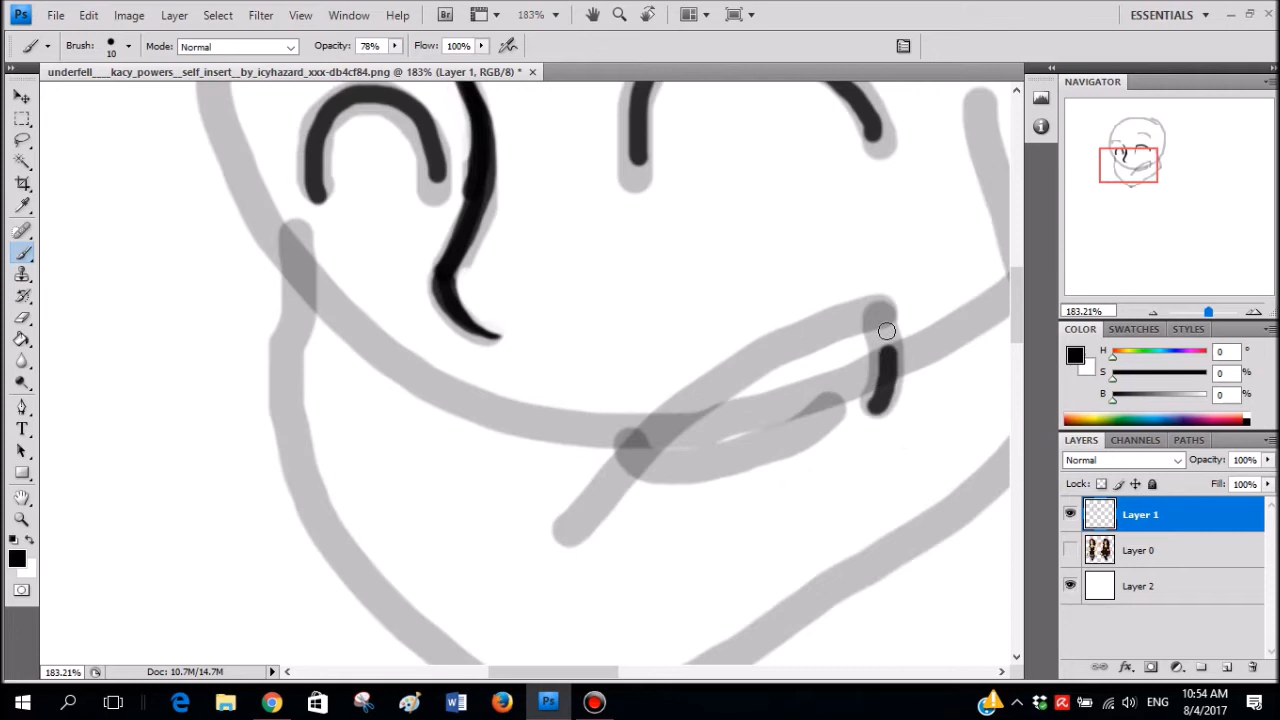 Ps File Edit Image Layer Select Filter View Window Help Br 183% ESSENTIALS
Brush: 10 Mode: Normal Opacity: 78% Flow: 100%
underfell____kacy_powers__self_insert__by_icyhazard_xxx-db4cf84.png @ 183% (Layer 1, RGB/8) *
NAVIGATOR
183.21%
COLOR SWATCHES STYLES
H 0 °
S 0 %
B 0 %
LAYERS CHANNELS PATHS
Normal Opacity: 100%
Lock: Fill: 100%
Layer 1
Layer 0
Layer 2
183.21% Doc: 10.7M/14.7M
ENG 10:54 AM
8/4/2017